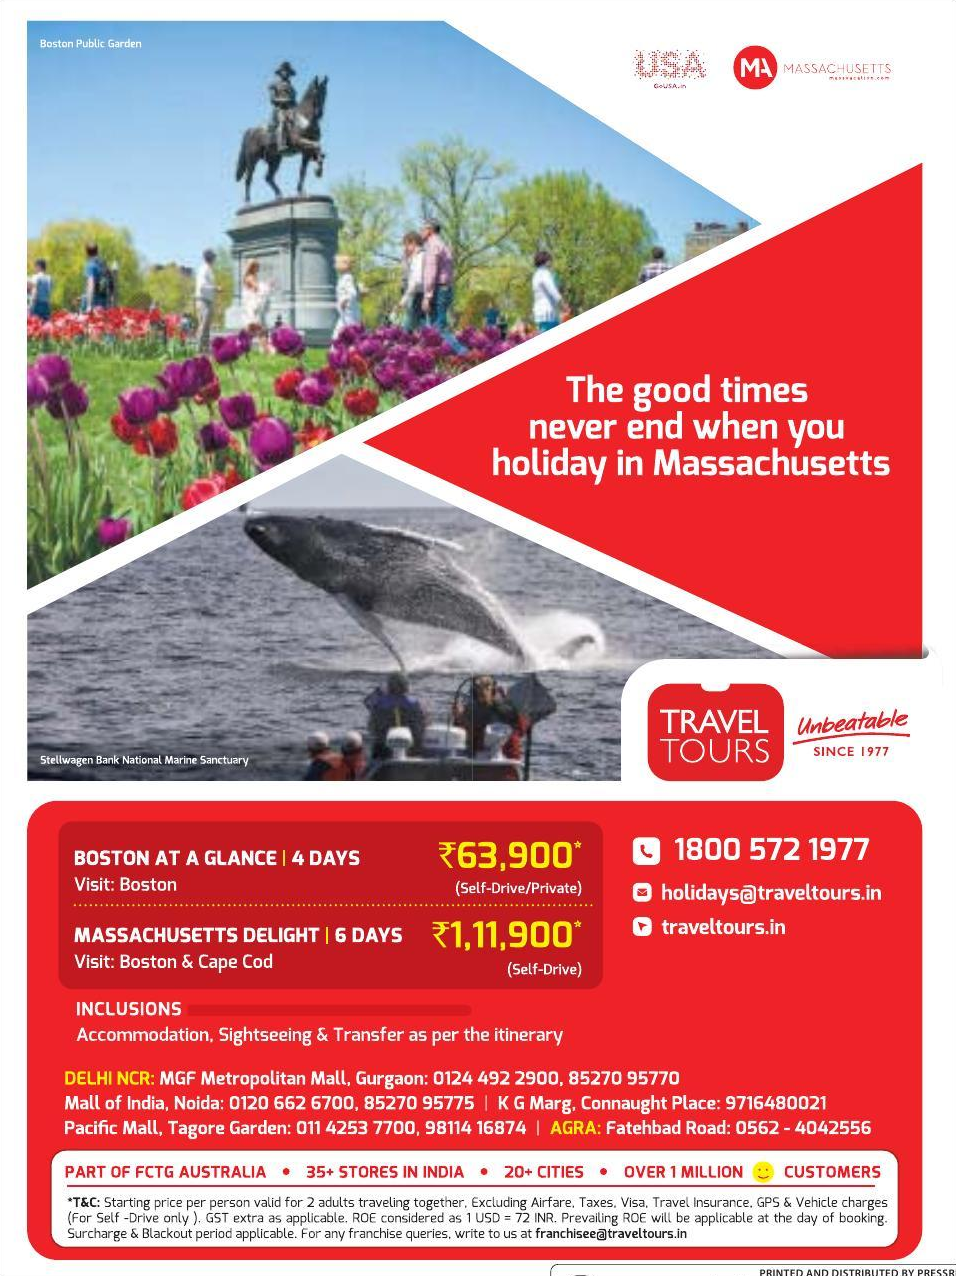 Boston Public Garden
USA
GoUSA.in
MA MASSACHUSETTS
massvacation.com
The good times
never end when you
holiday in Massachusetts
Stellwagen Bank National Marine Sanctuary
TRAVEL
TOURS
Unbeatable
SINCE 1977
BOSTON AT A GLANCE | 4 DAYS
₹63,900*
Visit: Boston
(Self-Drive/Private)
MASSACHUSETTS DELIGHT | 6 DAYS
₹1,11,900*
Visit: Boston & Cape Cod
(Self-Drive)
1800 572 1977
holidays@traveltours.in
traveltours.in
INCLUSIONS
Accommodation, Sightseeing & Transfer as per the itinerary
DELHI NCR: MGF Metropolitan Mall, Gurgaon: 0124 492 2900, 85270 95770
Mall of India, Noida: 0120 662 6700, 85270 95775 | K G Marg, Connaught Place: 9716480021
Pacific Mall, Tagore Garden: 011 4253 7700, 98114 16874 | AGRA: Fatehbad Road: 0562 - 4042556
PART OF FCTG AUSTRALIA • 35+ STORES IN INDIA • 20+ CITIES • OVER 1 MILLION CUSTOMERS
*T&C: Starting price per person valid for 2 adults traveling together, Excluding Airfare, Taxes, Visa, Travel Insurance, GPS & Vehicle charges
(For Self -Drive only ). GST extra as applicable. ROE considered as 1 USD = 72 INR. Prevailing ROE will be applicable at the day of booking.
Surcharge & Blackout period applicable. For any franchise queries, write to us at franchisee@traveltours.in
PRINTED AND DISTRIBUTED BY PRESSR